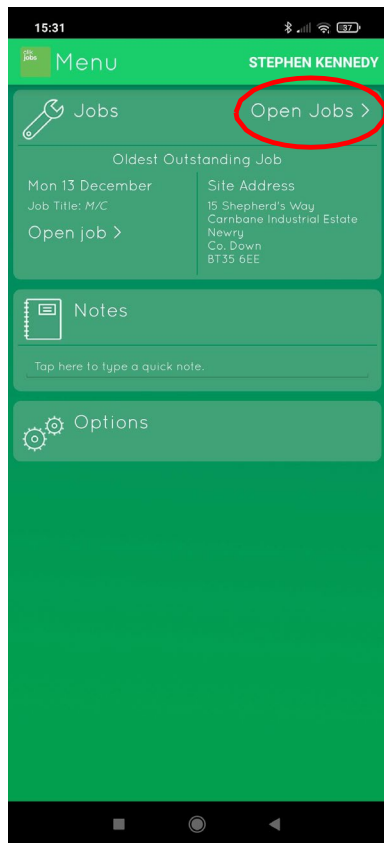 15:31
37
jobs
Menu
STEPHEN KENNEDY
Jobs
Open Jobs >
Oldest Outstanding Job
Mon 13 December
Job Title: M/C
Open job >
Site Address
15 Shepherd's Way
Carnbane Industrial Estate
Newry
Co. Down
BT35 6EE
Notes
Tap here to type a quick note.
Options